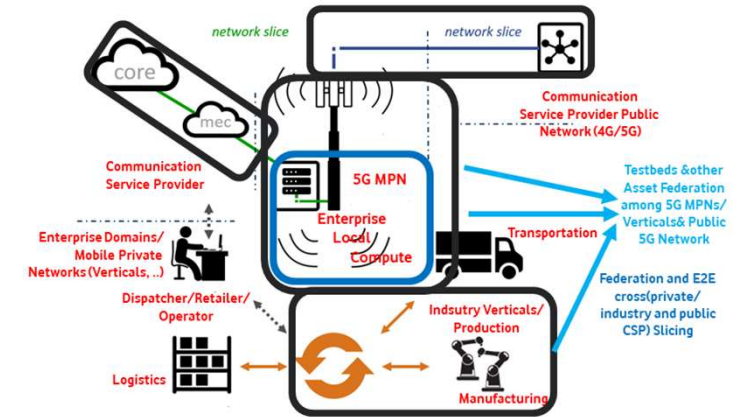 network slice
network slice
core
mec
Communication
Service Provider Public
Network (4G/5G)
Communication
Service Provider
5G MPN
Enterprise
Local
Compute
Testbeds &other
Asset Federation
among 5G MPNs/
Verticals& Public
5G Network
Transportation
Enterprise Domains/
Mobile Private
Networks (Verticals, ..)
Federation and E2E
cross(private/
industry and public
CSP) Slicing
Dispatcher/Retailer/
Operator
Indsutry Verticals/
Production
Logistics
Manufacturing